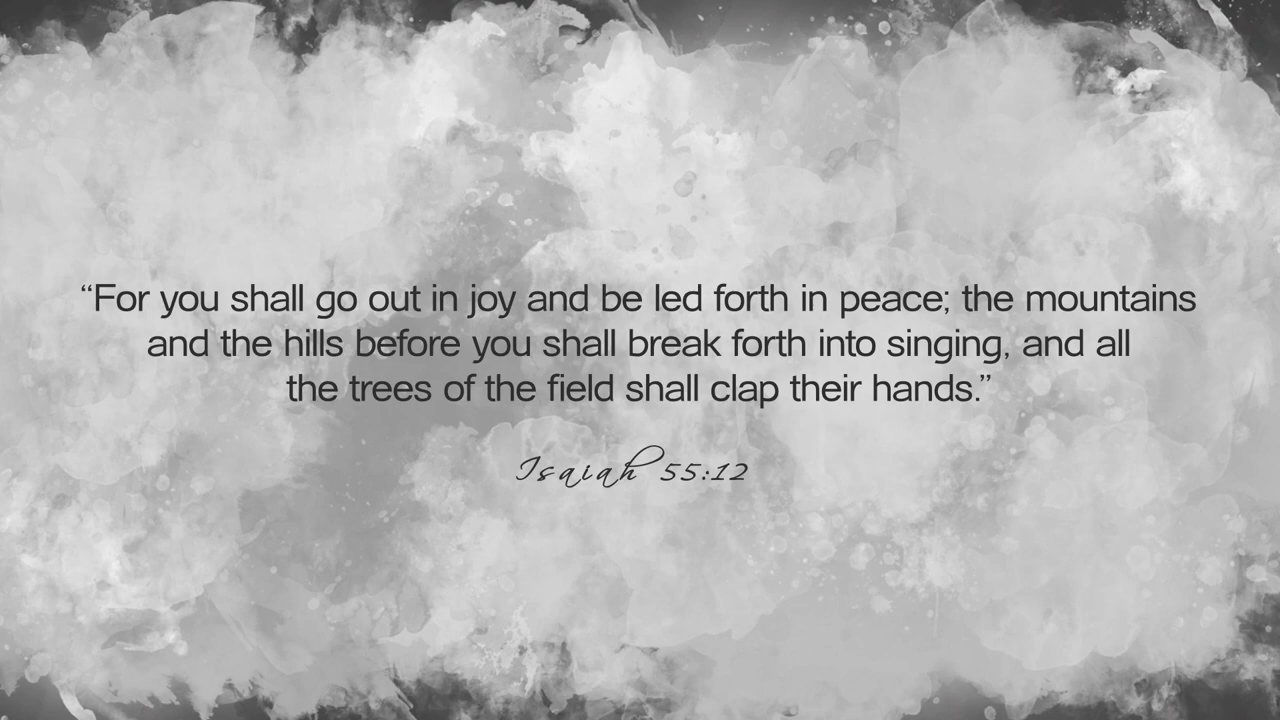 “For you shall go out in joy and be led forth in peace; the mountains
and the hills before you shall break forth into singing, and all
the trees of the field shall clap their hands.”
Isaiah 55:12